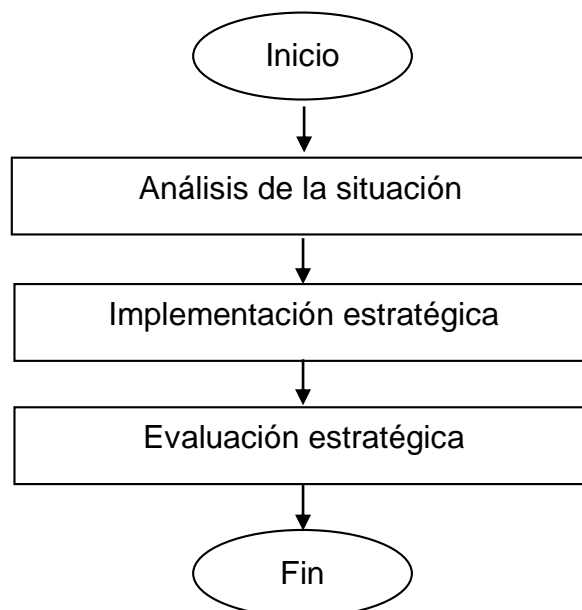 Inicio
Análisis de la situación
Implementación estratégica
Evaluación estratégica
Fin